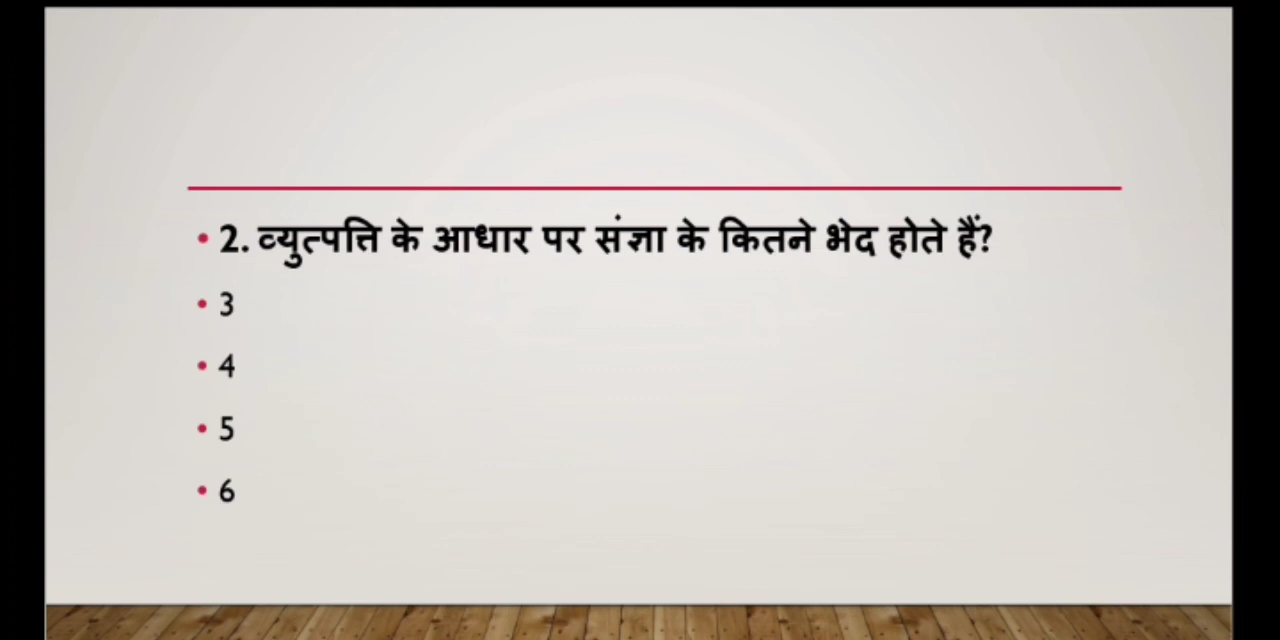 • 2. व्युत्पत्ति के आधार पर संज्ञा के कितने भेद होते हैं?
• 3
• 4
• 5
• 6